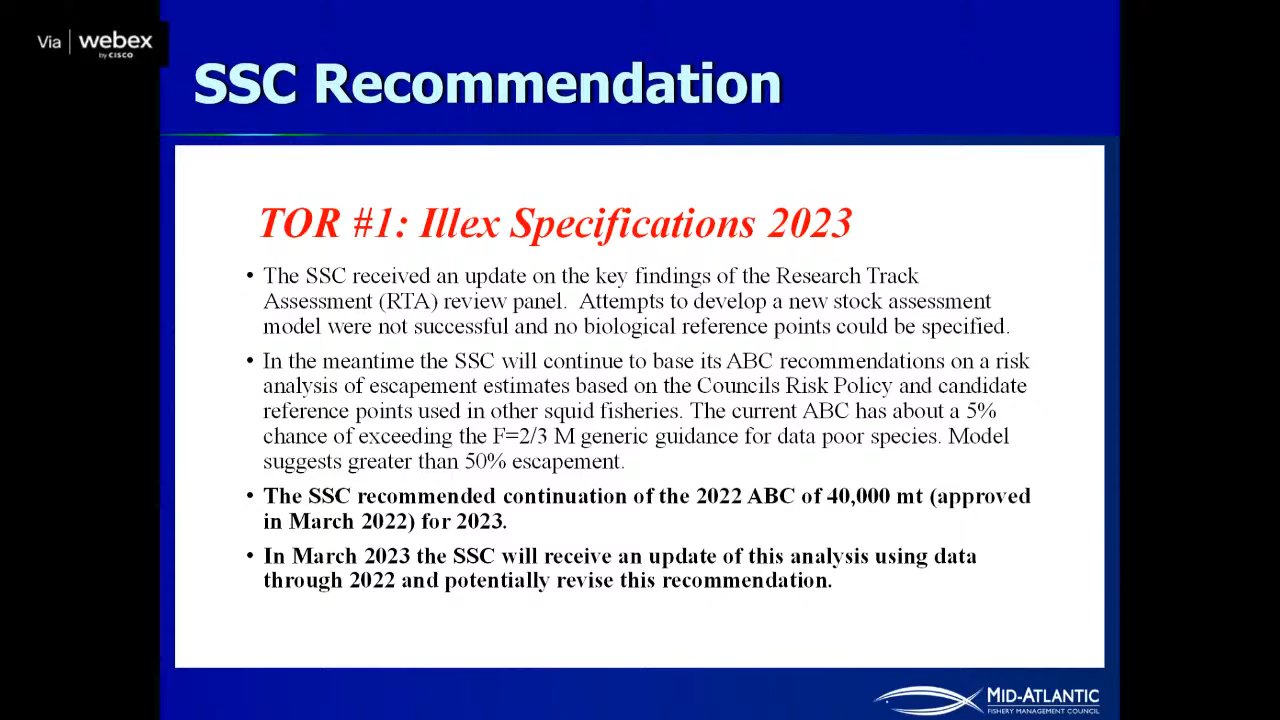 Via | webex
by CISCO
SSC Recommendation
TOR #1: Illex Specifications 2023
• The SSC received an update on the key findings of the Research Track
Assessment (RTA) review panel.  Attempts to develop a new stock assessment
model were not successful and no biological reference points could be specified.
• In the meantime the SSC will continue to base its ABC recommendations on a risk
analysis of escapement estimates based on the Councils Risk Policy and candidate
reference points used in other squid fisheries. The current ABC has about a 5%
chance of exceeding the F=2/3 M generic guidance for data poor species. Model
suggests greater than 50% escapement.
• The SSC recommended continuation of the 2022 ABC of 40,000 mt (approved
in March 2022) for 2023.
• In March 2023 the SSC will receive an update of this analysis using data
through 2022 and potentially revise this recommendation.
MID-ATLANTIC
FISHERY MANAGEMENT COUNCIL